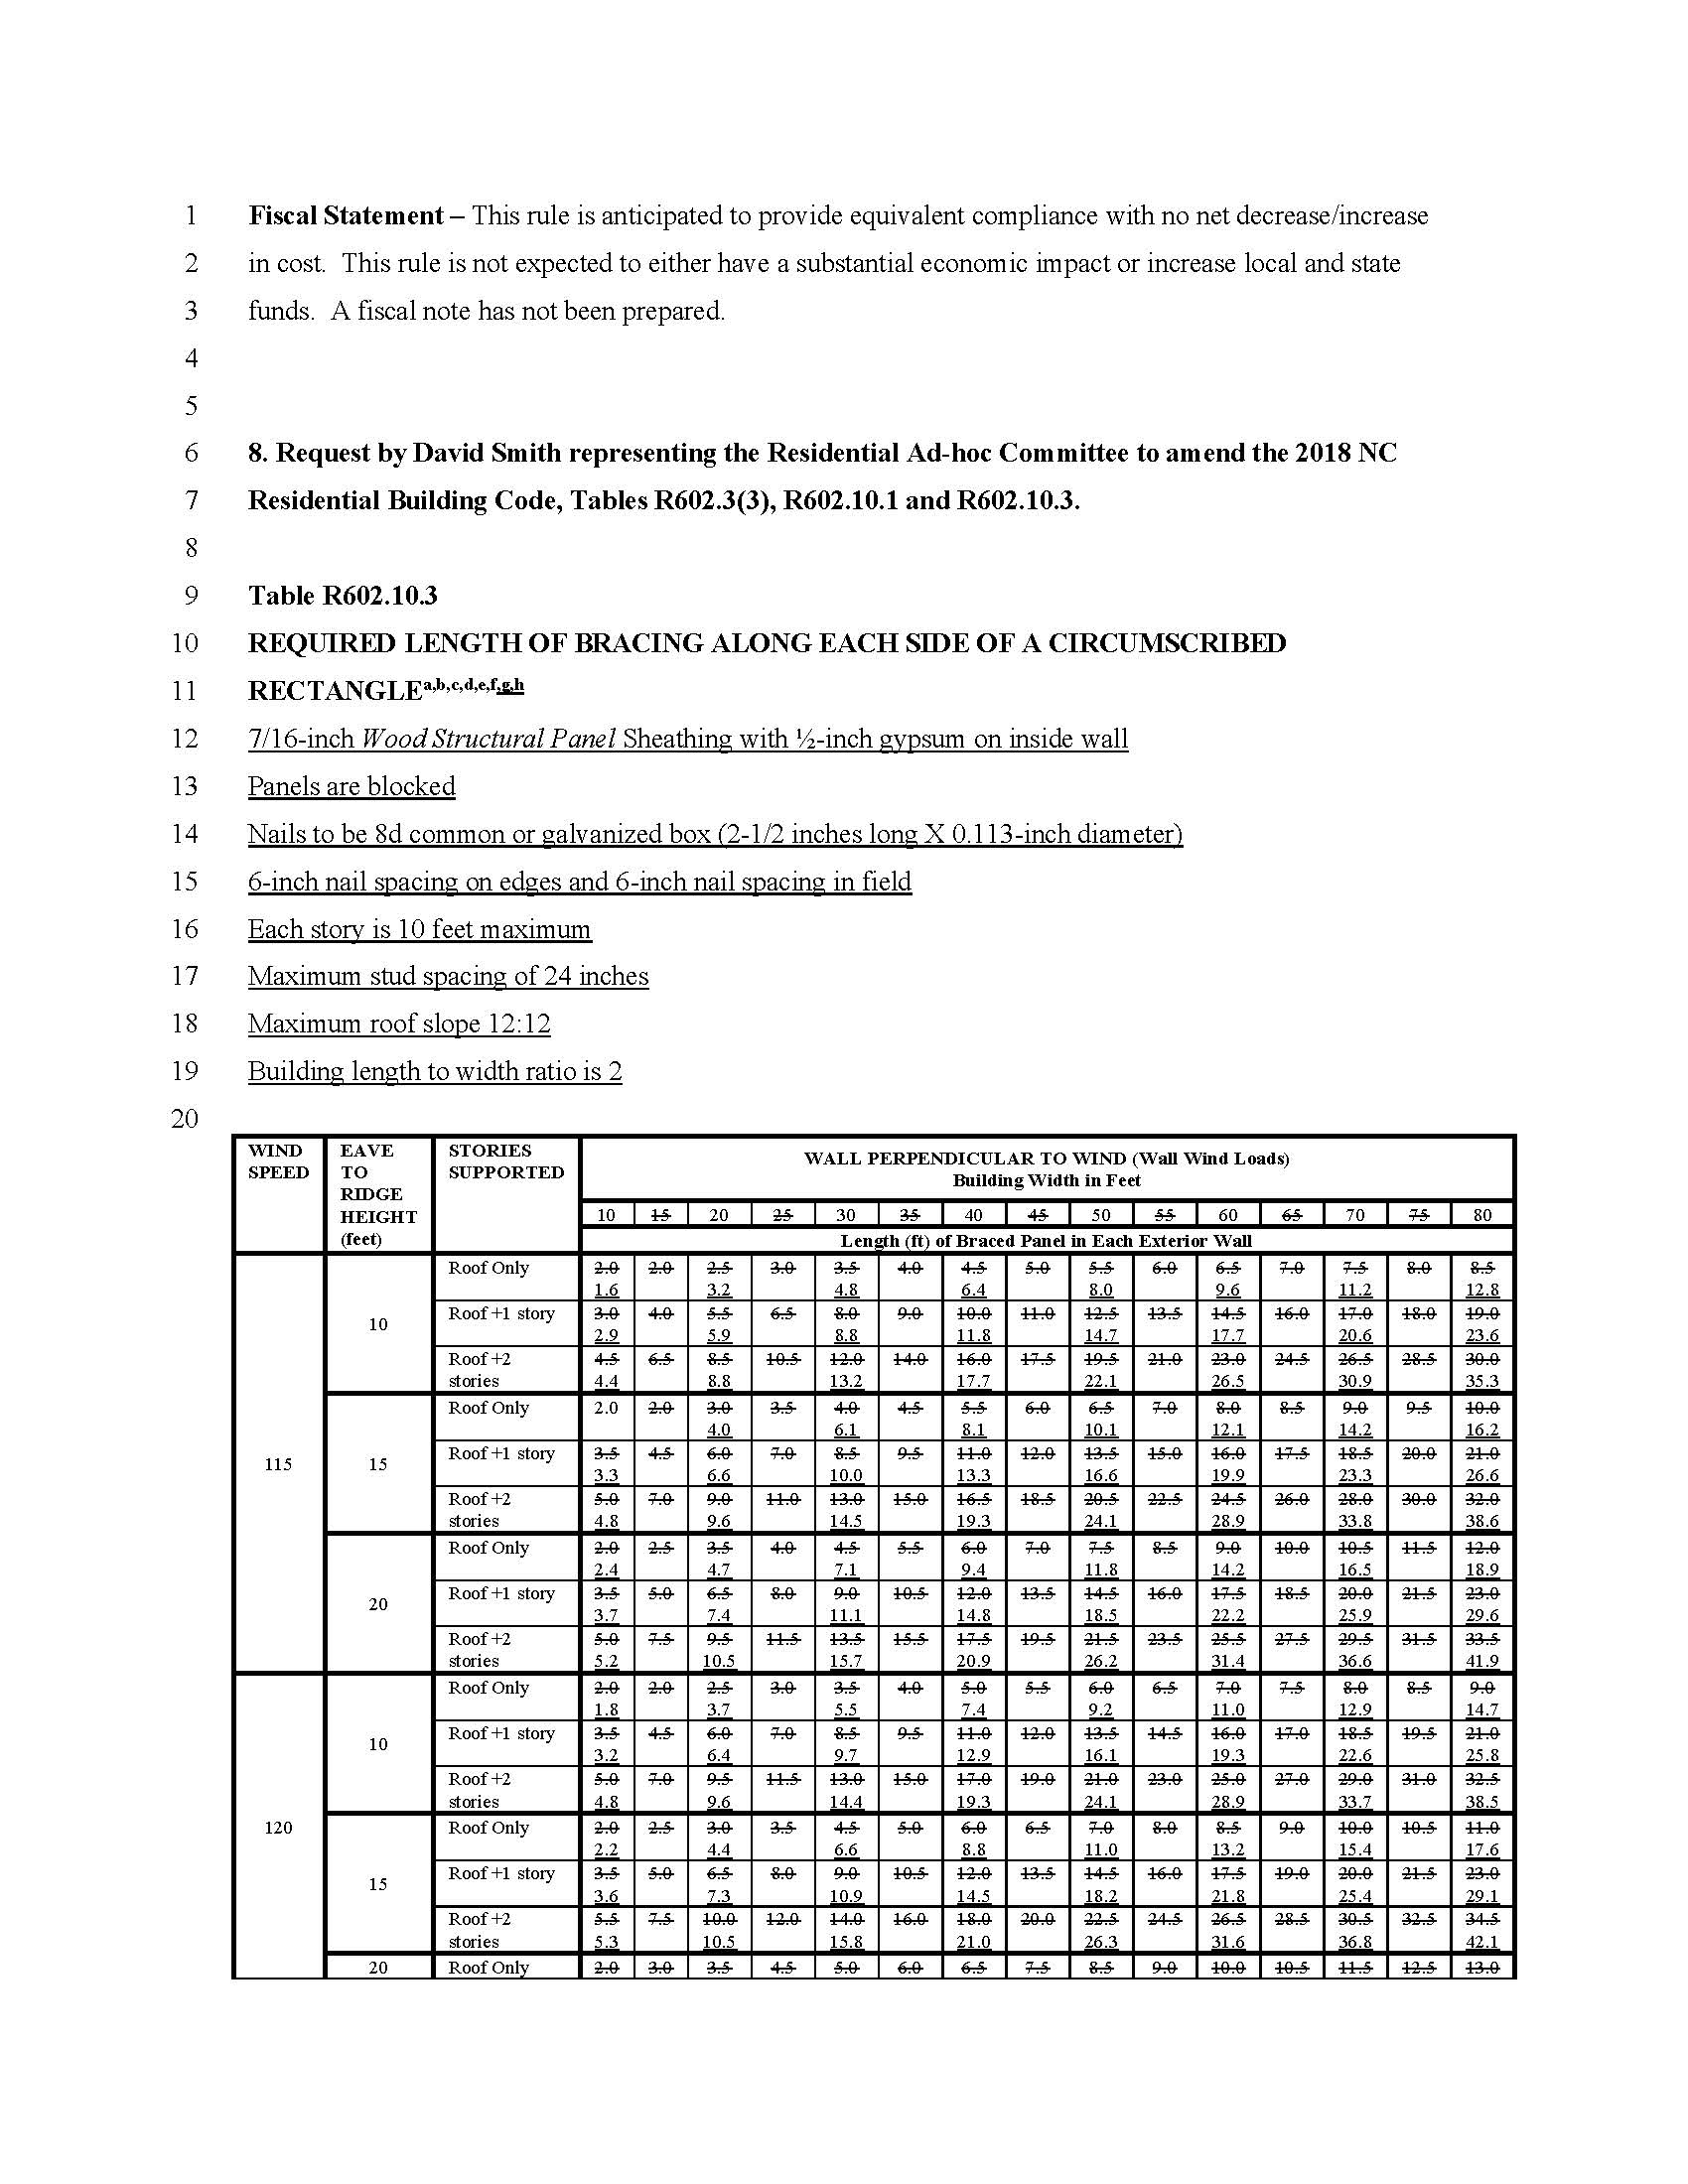 1 Fiscal Statement – This rule is anticipated to provide equivalent compliance with no net decrease/increase
2 in cost.  This rule is not expected to either have a substantial economic impact or increase local and state
3 funds.  A fiscal note has not been prepared.
4
5
6 8. Request by David Smith representing the Residential Ad-hoc Committee to amend the 2018 NC
7 Residential Building Code, Tables R602.3(3), R602.10.1 and R602.10.3.
8
9 Table R602.10.3
10 REQUIRED LENGTH OF BRACING ALONG EACH SIDE OF A CIRCUMSCRIBED
11 RECTANGLEa,b,c,d,e,f,g,h
12 7/16-inch Wood Structural Panel Sheathing with ½-inch gypsum on inside wall
13 Panels are blocked
14 Nails to be 8d common or galvanized box (2-1/2 inches long X 0.113-inch diameter)
15 6-inch nail spacing on edges and 6-inch nail spacing in field
16 Each story is 10 feet maximum
17 Maximum stud spacing of 24 inches
18 Maximum roof slope 12:12
19 Building length to width ratio is 2
20
WIND SPEED
EAVE TO RIDGE HEIGHT (feet)
STORIES SUPPORTED
WALL PERPENDICULAR TO WIND (Wall Wind Loads)
Building Width in Feet
10 15 20 25 30 35 40 45 50 55 60 65 70 75 80
Length (ft) of Braced Panel in Each Exterior Wall
115
10
Roof Only 2.0 2.0 2.5 3.0 3.5 4.0 4.5 5.0 5.5 6.0 6.5 7.0 7.5 8.0 8.5
1.6 3.2 4.8 6.4 8.0 9.6 11.2 12.8
Roof +1 story 3.0 4.0 5.5 6.5 8.0 9.0 10.0 11.0 12.5 13.5 14.5 16.0 17.0 18.0 19.0
2.9 5.9 8.8 11.8 14.7 17.7 20.6 23.6
Roof +2 4.5 6.5 8.5 10.5 12.0 14.0 16.0 17.5 19.5 21.0 23.0 24.5 26.5 28.5 30.0
stories 4.4 8.8 13.2 17.7 22.1 26.5 30.9 35.3
15
Roof Only 2.0 2.0 3.0 3.5 4.0 4.5 5.5 6.0 6.5 7.0 8.0 8.5 9.0 9.5 10.0
4.0 6.1 8.1 10.1 12.1 14.2 16.2
Roof +1 story 3.5 4.5 6.0 7.0 8.5 9.5 11.0 12.0 13.5 15.0 16.0 17.5 18.5 20.0 21.0
3.3 6.6 10.0 13.3 16.6 19.9 23.3 26.6
Roof +2 5.0 7.0 9.0 11.0 13.0 15.0 16.5 18.5 20.5 22.5 24.5 26.0 28.0 30.0 32.0
stories 4.8 9.6 14.5 19.3 24.1 28.9 33.8 38.6
20
Roof Only 2.0 2.5 3.5 4.0 4.5 5.5 6.0 7.0 7.5 8.5 9.0 10.0 10.5 11.5 12.0
2.4 4.7 7.1 9.4 11.8 14.2 16.5 18.9
Roof +1 story 3.5 5.0 6.5 8.0 9.0 10.5 12.0 13.5 14.5 16.0 17.5 18.5 20.0 21.5 23.0
3.7 7.4 11.1 14.8 18.5 22.2 25.9 29.6
Roof +2 5.0 7.5 9.5 11.5 13.5 15.5 17.5 19.5 21.5 23.5 25.5 27.5 29.5 31.5 33.5
stories 5.2 10.5 15.7 20.9 26.2 31.4 36.6 41.9
120
10
Roof Only 2.0 2.0 2.5 3.0 3.5 4.0 5.0 5.5 6.0 6.5 7.0 7.5 8.0 8.5 9.0
1.8 3.7 5.5 7.4 9.2 11.0 12.9 14.7
Roof +1 story 3.5 4.5 6.0 7.0 8.5 9.5 11.0 12.0 13.5 14.5 16.0 17.0 18.5 19.5 21.0
3.2 6.4 9.7 12.9 16.1 19.3 22.6 25.8
Roof +2 5.0 7.0 9.5 11.5 13.0 15.0 17.0 19.0 21.0 23.0 25.0 27.0 29.0 31.0 32.5
stories 4.8 9.6 14.4 19.3 24.1 28.9 33.7 38.5
15
Roof Only 2.0 2.5 3.0 3.5 4.5 5.0 6.0 6.5 7.0 8.0 8.5 9.0 10.0 10.5 11.0
2.2 4.4 6.6 8.8 11.0 13.2 15.4 17.6
Roof +1 story 3.5 5.0 6.5 8.0 9.0 10.5 12.0 13.5 14.5 16.0 17.5 19.0 20.0 21.5 23.0
3.6 7.3 10.9 14.5 18.2 21.8 25.4 29.1
Roof +2 5.5 7.5 10.0 12.0 14.0 16.0 18.0 20.0 22.5 24.5 26.5 28.5 30.5 32.5 34.5
stories 5.3 10.5 15.8 21.0 26.3 31.6 36.8 42.1
20 Roof Only 2.0 3.0 3.5 4.5 5.0 6.0 6.5 7.5 8.5 9.0 10.0 10.5 11.5 12.5 13.0